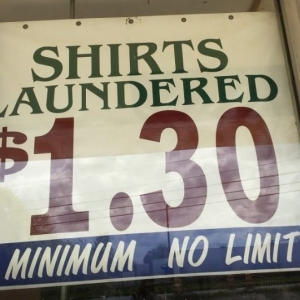 SHIRTS
LAUNDERED
$1.30
MINIMUM NO LIMIT